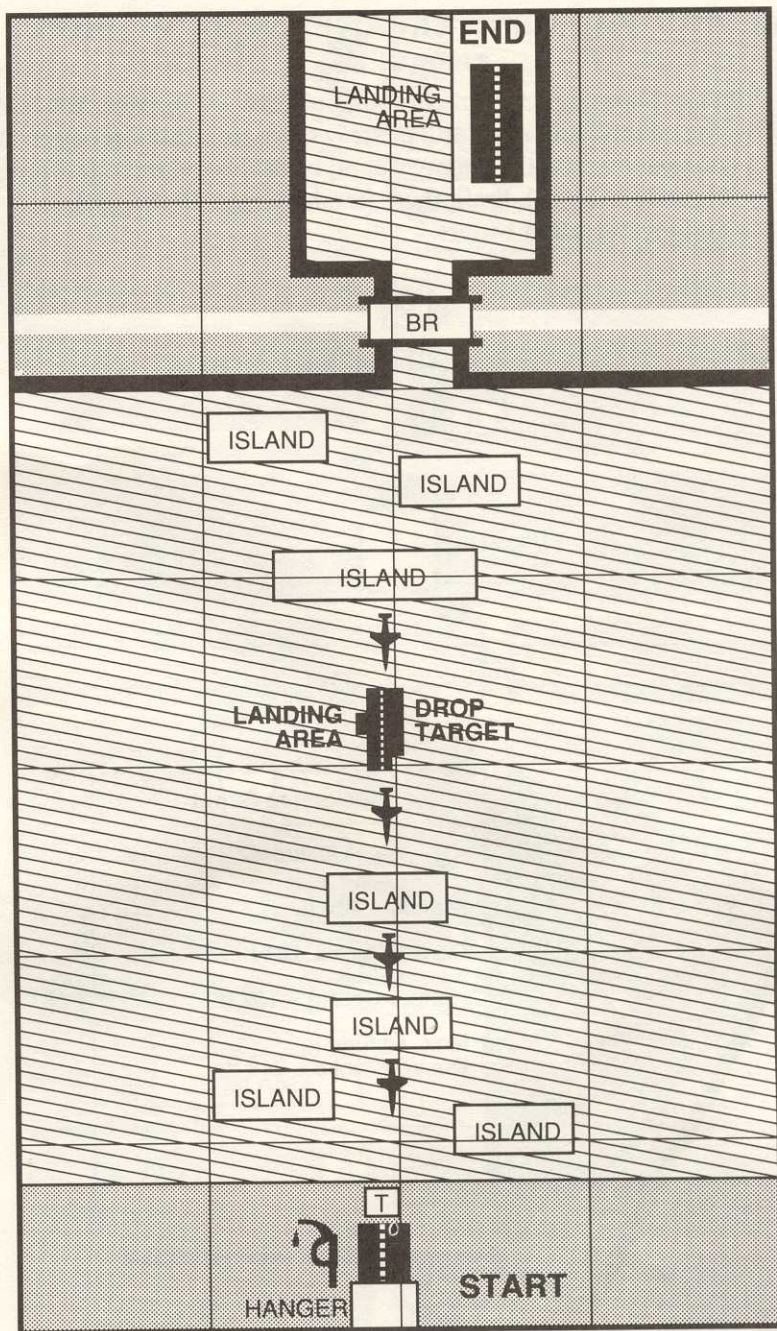 END
LANDING
AREA
BR
ISLAND
ISLAND
ISLAND
LANDING
AREA
DROP
TARGET
ISLAND
ISLAND
ISLAND
ISLAND
T
START
HANGER